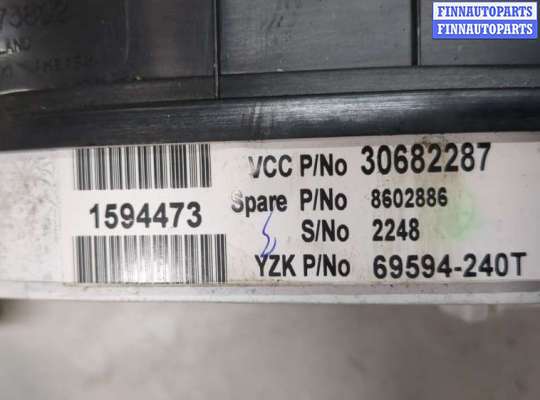 FINNAUTOPARTS
FINNAUTOPARTS
VCC P/No 30682287
1594473
Spare P/No 8602886
S/No 2248
YZK P/No 69594-240T